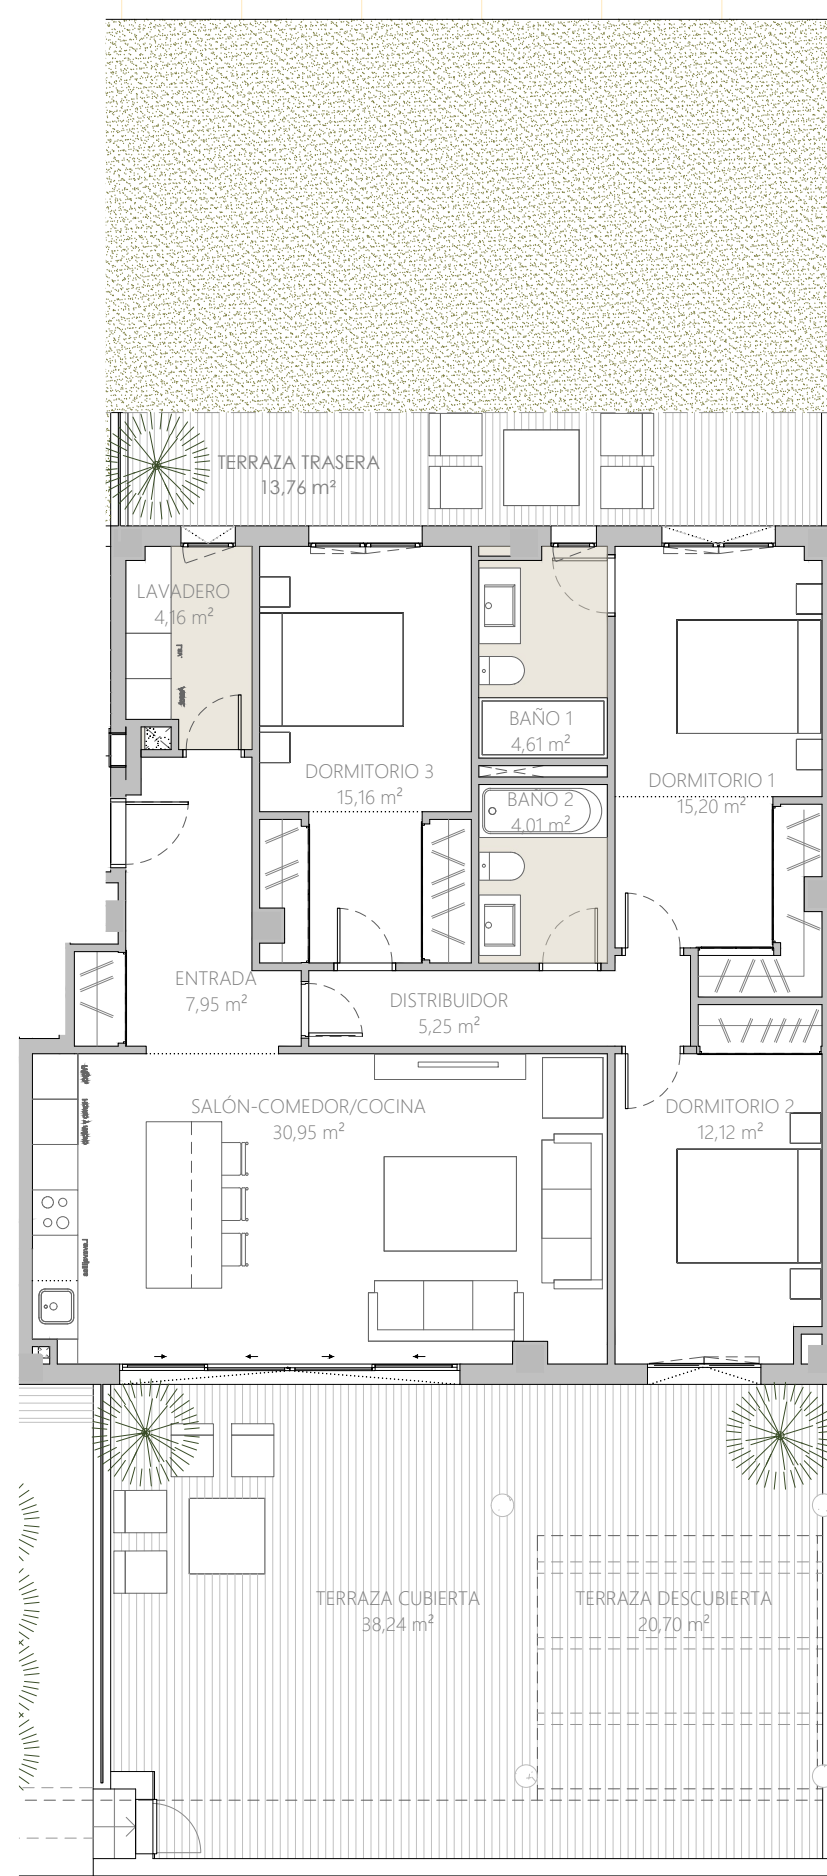 TERRAZA TRASERA
13,76 m²
LAVADERO
4,16 m²
BAÑO 1
4,61 m²
DORMITORIO 3
15,16 m²
DORMITORIO 1
15,20 m²
BAÑO 2
4,01 m²
ENTRADA
7,95 m²
DISTRIBUIDOR
5,25 m²
SALÓN-COMEDOR/COCINA
30,95 m²
DORMITORIO 2
12,12 m²
TERRAZA CUBIERTA
38,24 m²
TERRAZA DESCUBIERTA
20,70 m²